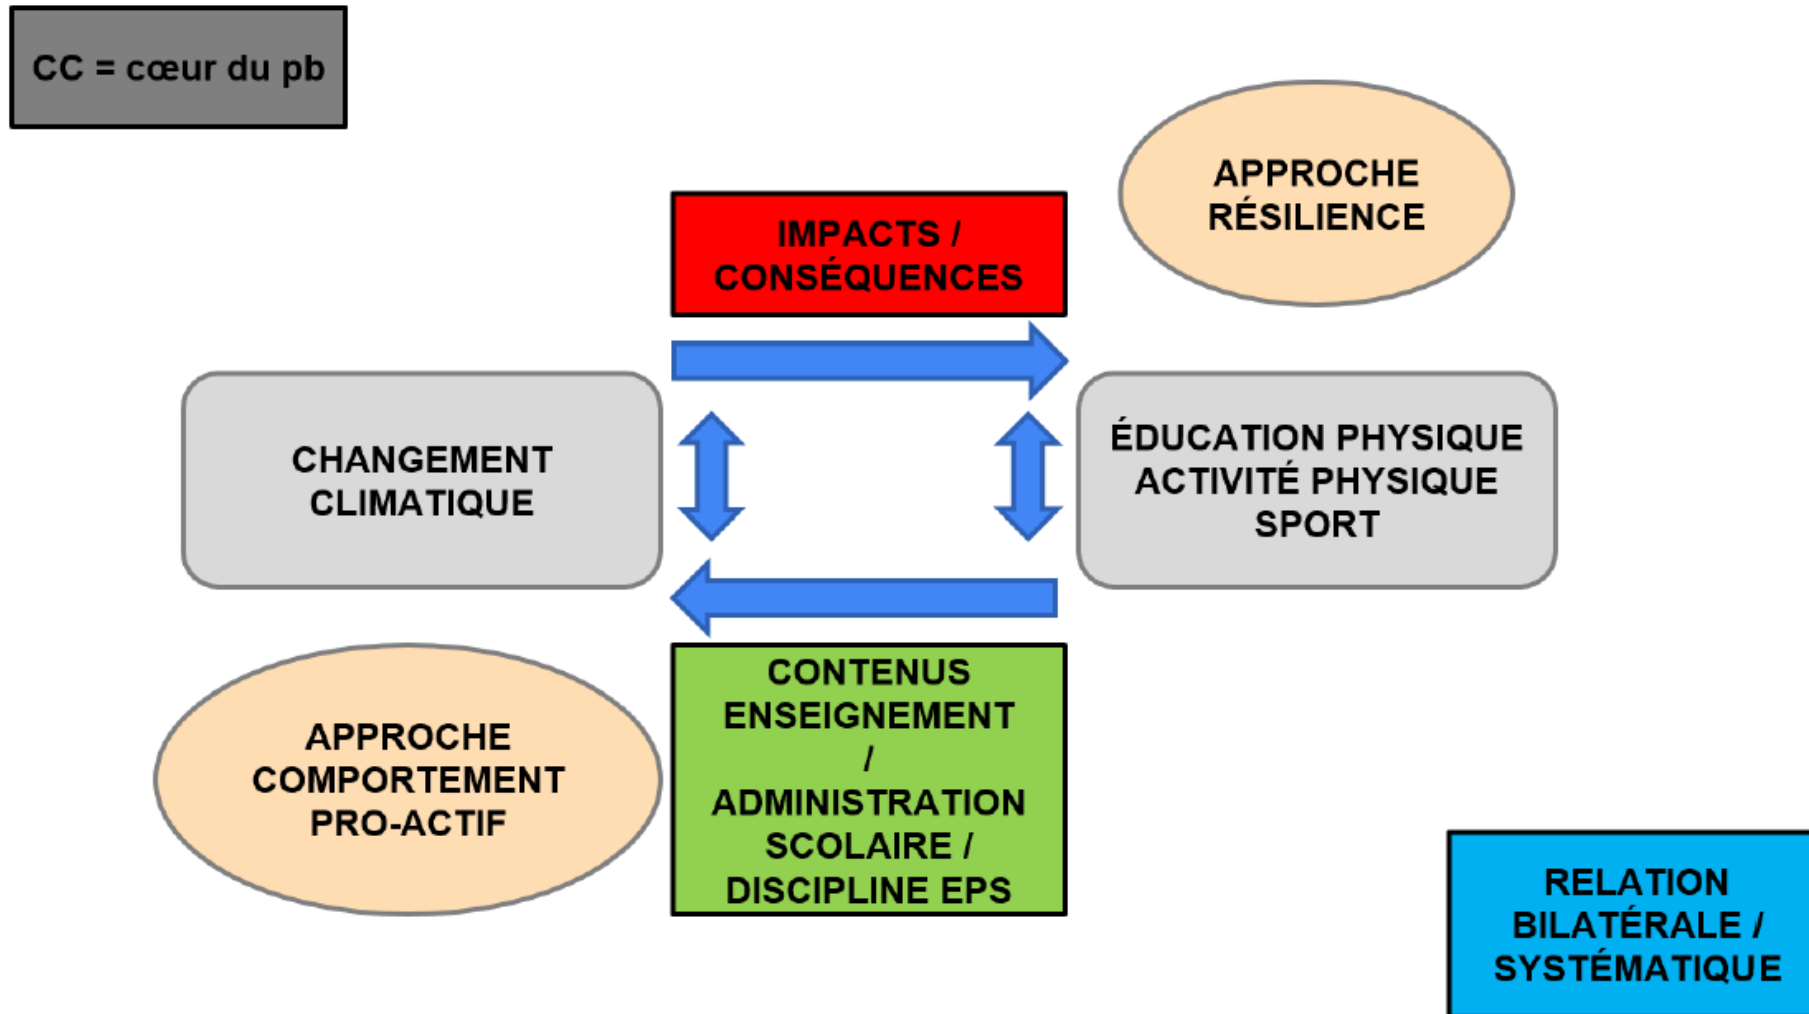 CC = cœur du pb
APPROCHE
RÉSILIENCE
IMPACTS /
CONSÉQUENCES
CHANGEMENT
CLIMATIQUE
ÉDUCATION PHYSIQUE
ACTIVITÉ PHYSIQUE
SPORT
APPROCHE
COMPORTEMENT
PRO-ACTIF
CONTENUS
ENSEIGNEMENT
/
ADMINISTRATION
SCOLAIRE /
DISCIPLINE EPS
RELATION
BILATÉRALE /
SYSTÉMATIQUE